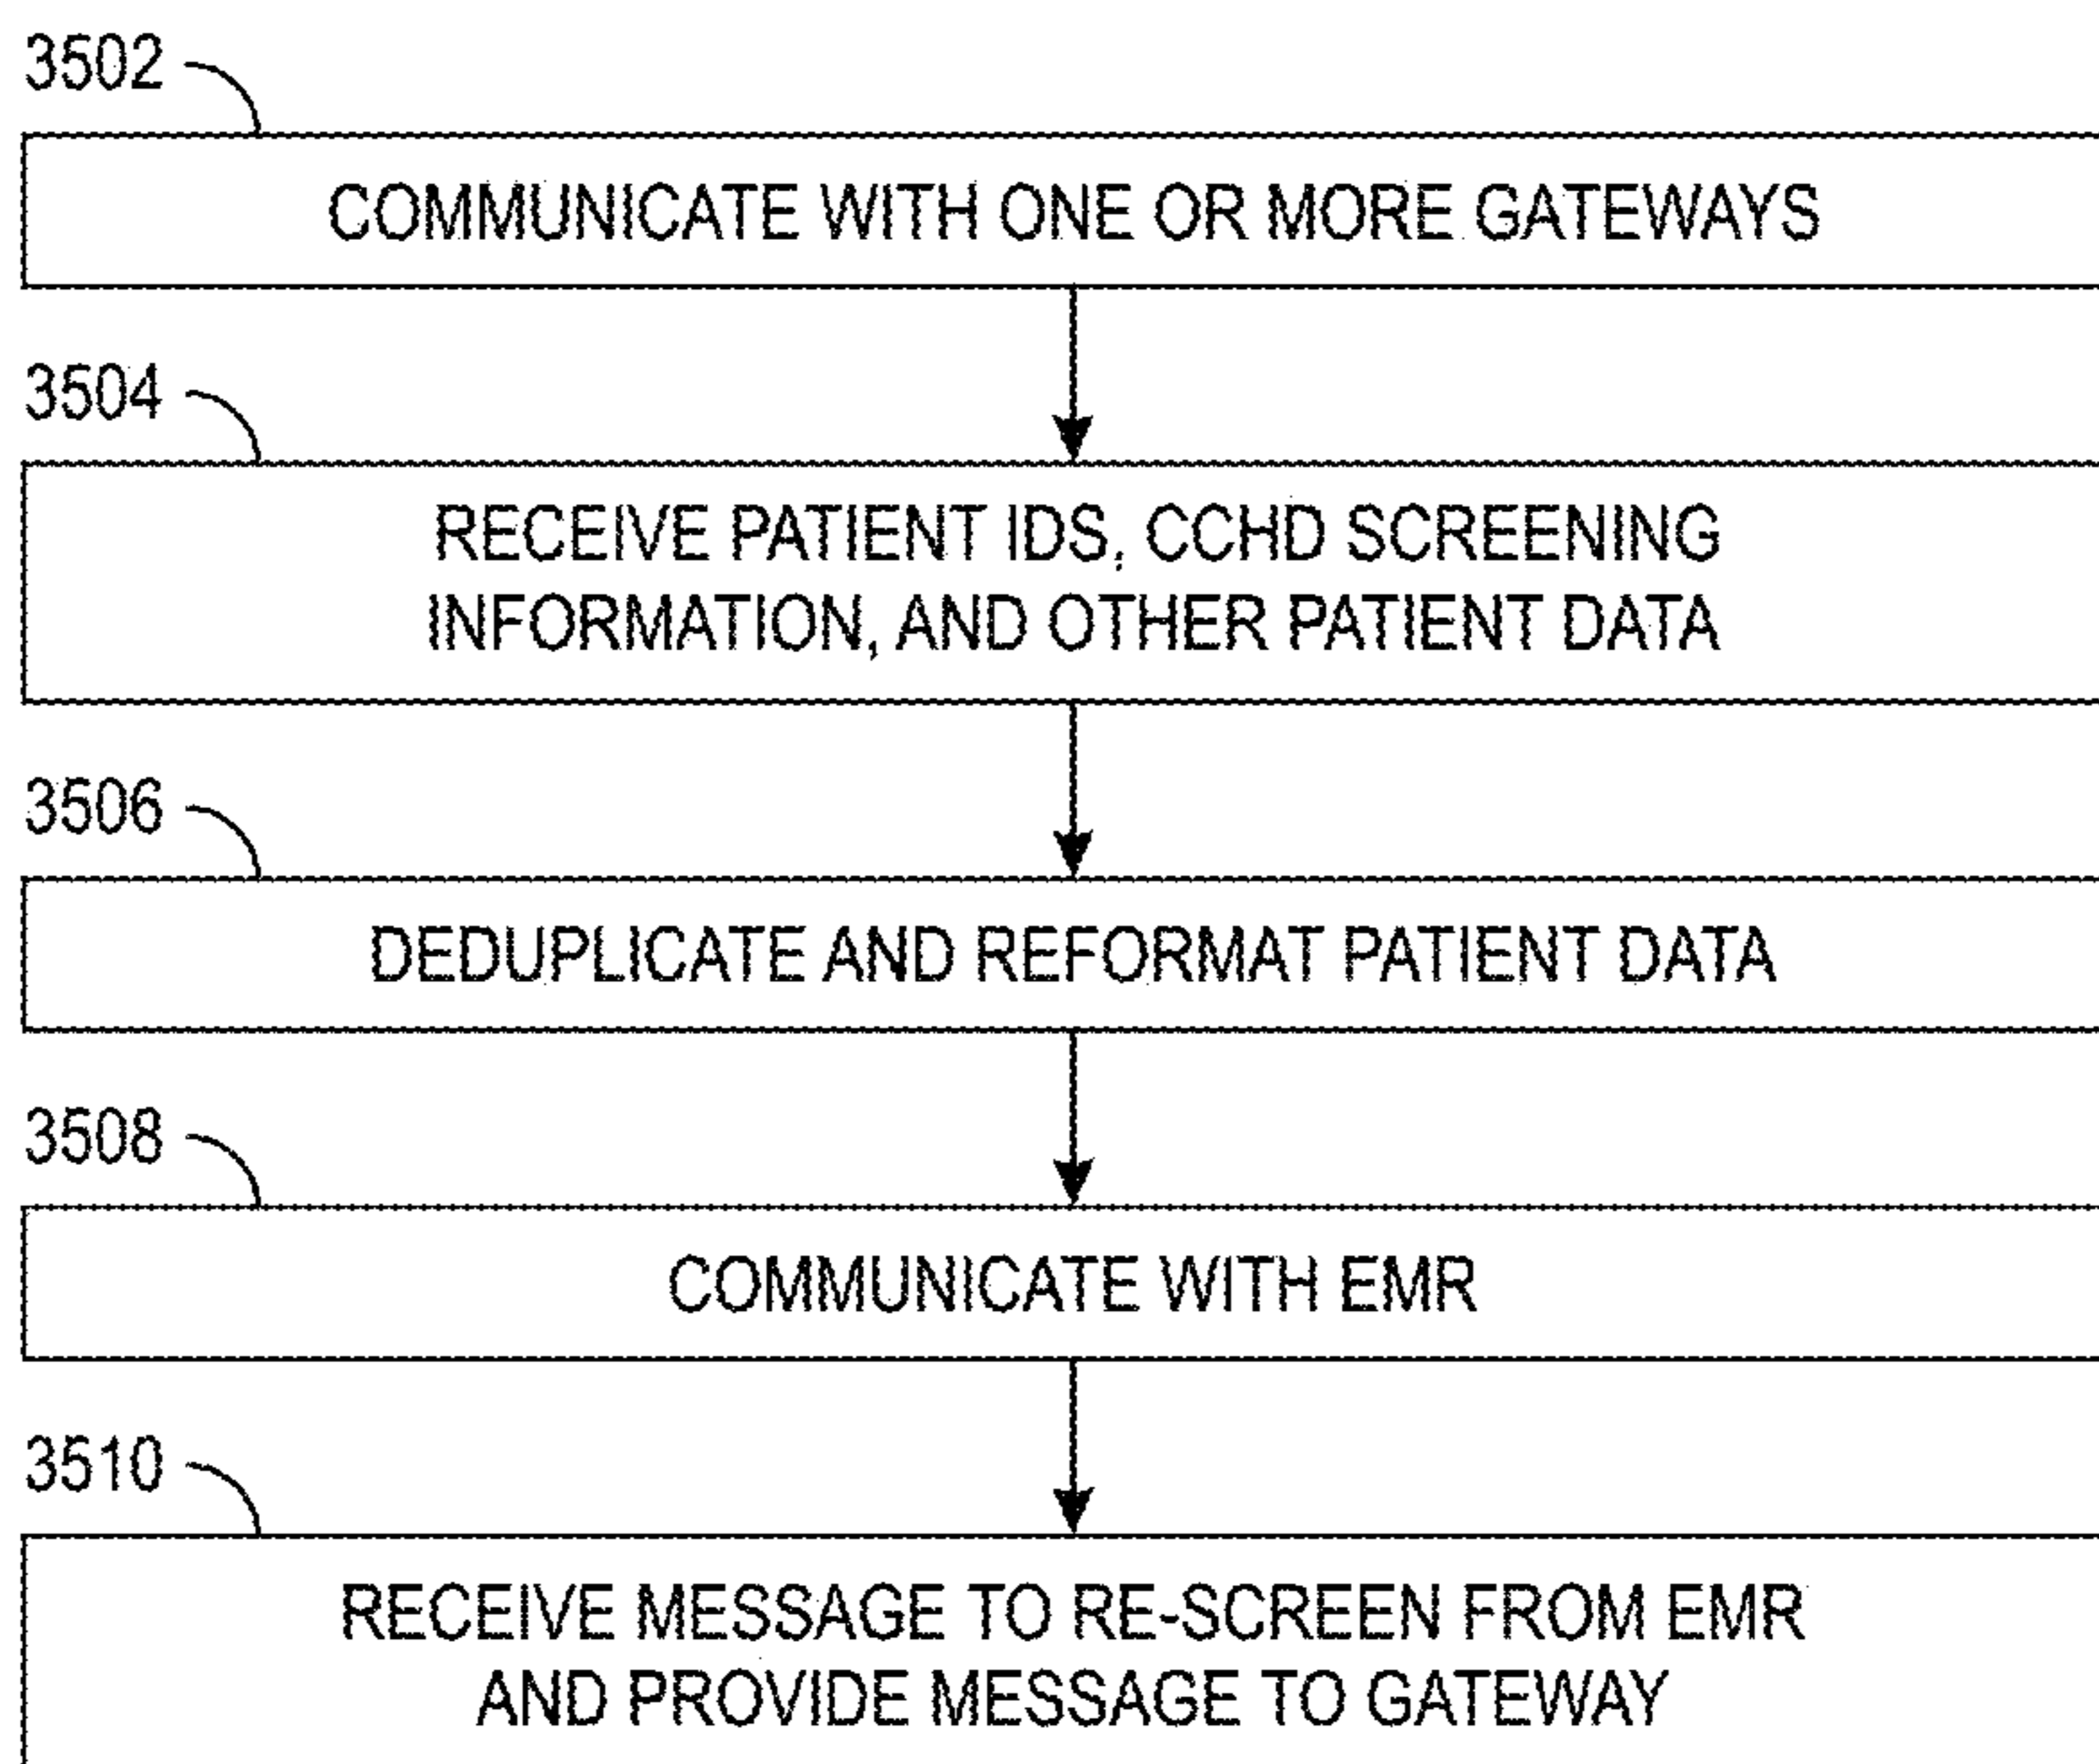 3502
COMMUNICATE WITH ONE OR MORE GATEWAYS
3504
RECEIVE PATIENT IDS, CCHD SCREENING
INFORMATION, AND OTHER PATIENT DATA
3506
DEDUPLICATE AND REFORMAT PATIENT DATA
3508
COMMUNICATE WITH EMR
3510
RECEIVE MESSAGE TO RE-SCREEN FROM EMR
AND PROVIDE MESSAGE TO GATEWAY